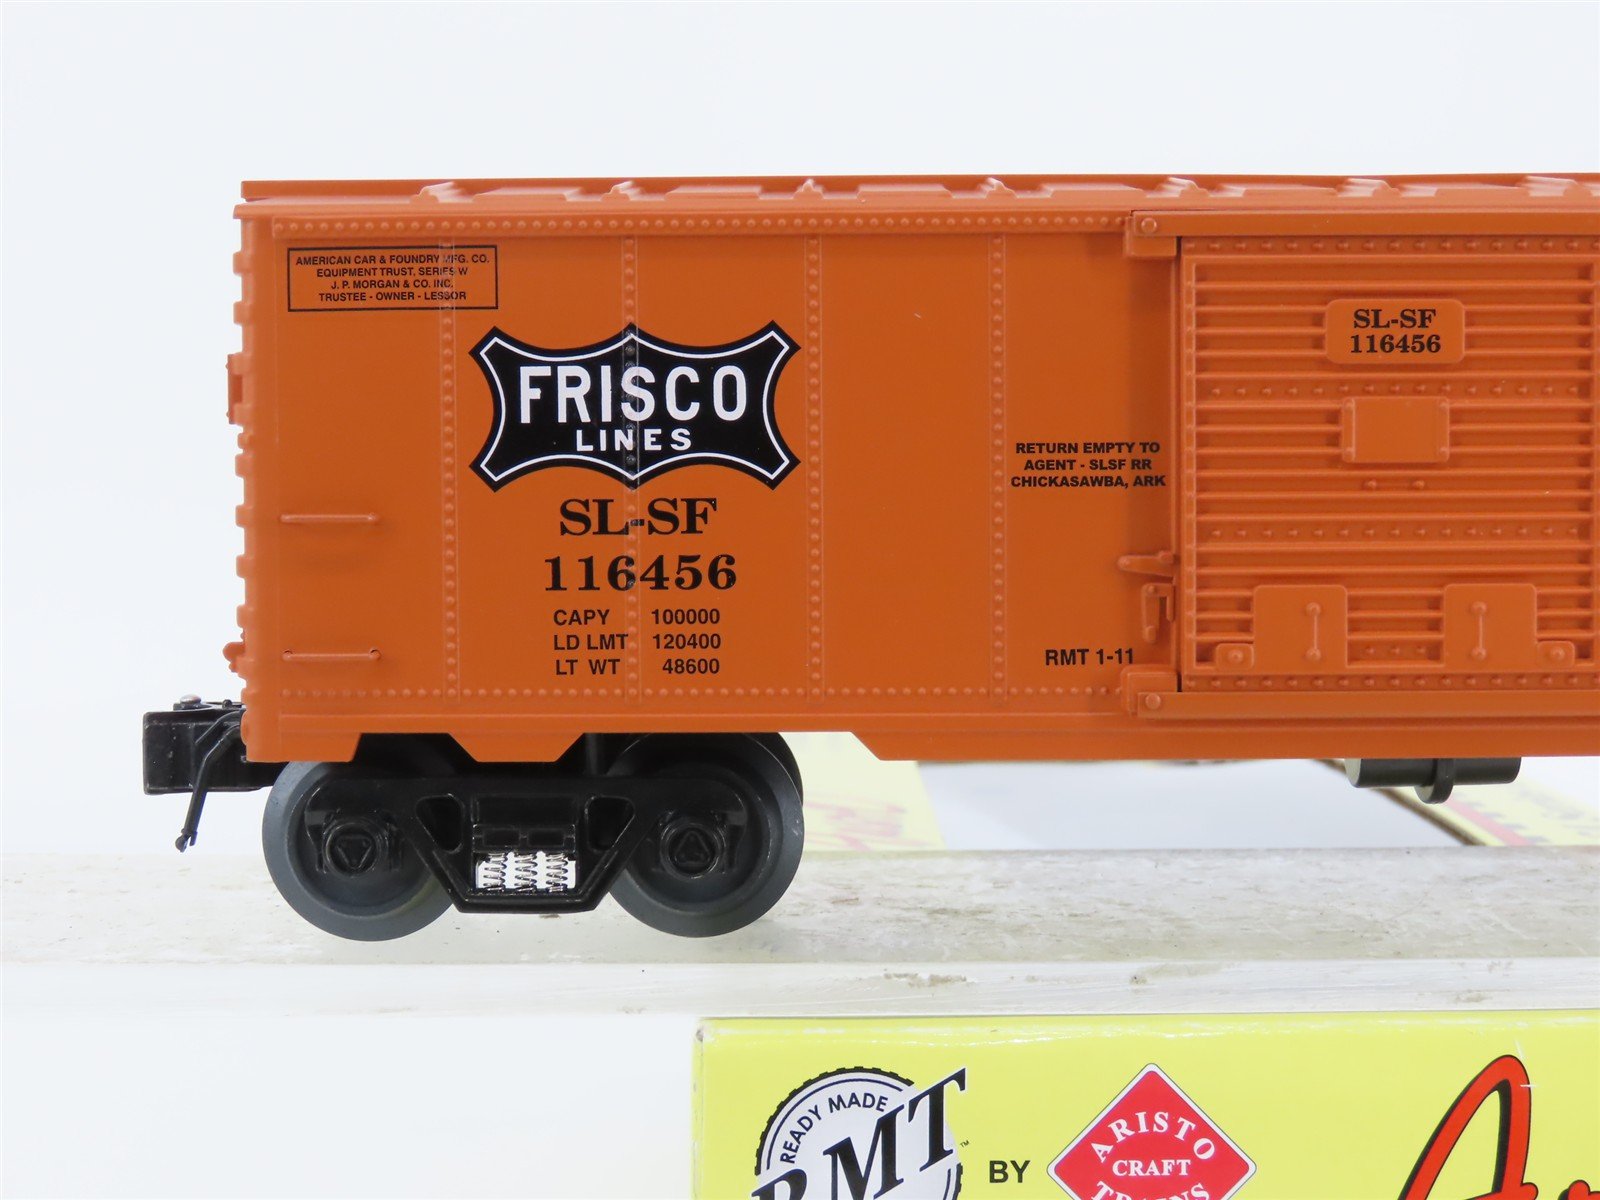 AMERICAN CAR & FOUNDRY MFG. CO.
EQUIPMENT TRUST, SERIES W
J. P. MORGAN & CO. INC.
TRUSTEE - OWNER - LESSOR
FRISCO
LINES
SL-SF
116456
CAPY 100000
LD LMT 120400
LT WT 48600
RETURN EMPTY TO
AGENT - SLSF RR
CHICKASAWBA, ARK
RMT 1-11
SL-SF
116456
READY MADE
RMT™
BY
ARISTO
CRAFT
TRAINS